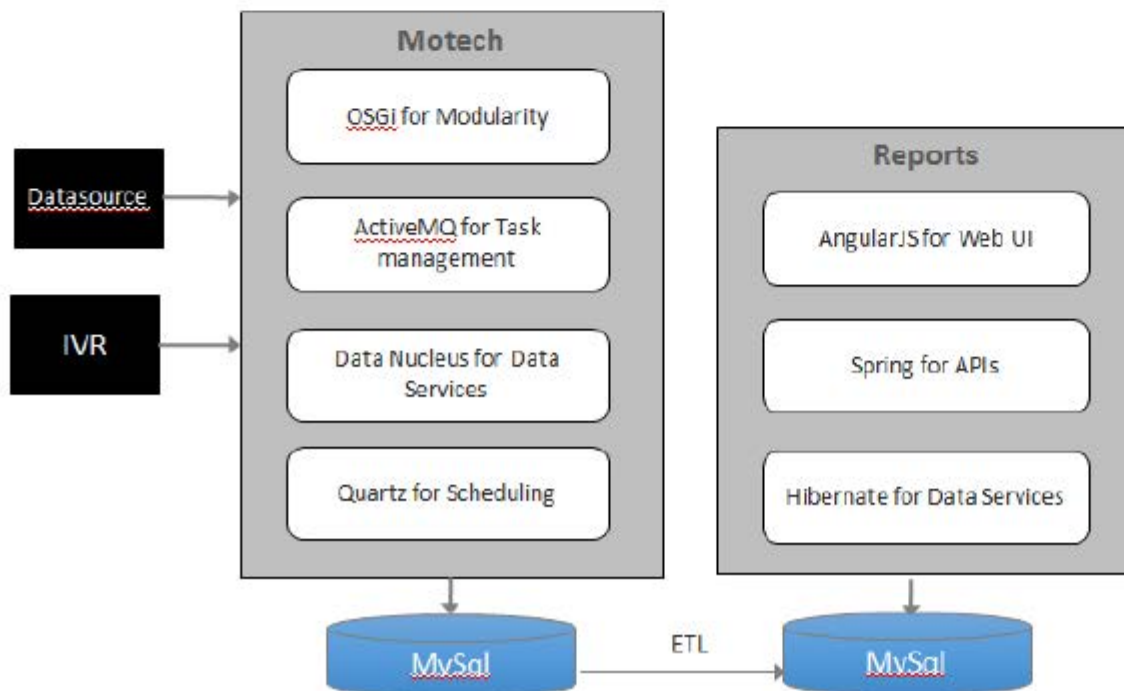 Motech
OSGi for Modularity
ActiveMQ for Task
management
Data Nucleus for Data
Services
Quartz for Scheduling
Datasource
IVR
Reports
AngularJS for Web UI
Spring for APIs
Hibernate for Data Services
MySql
ETL
MySql